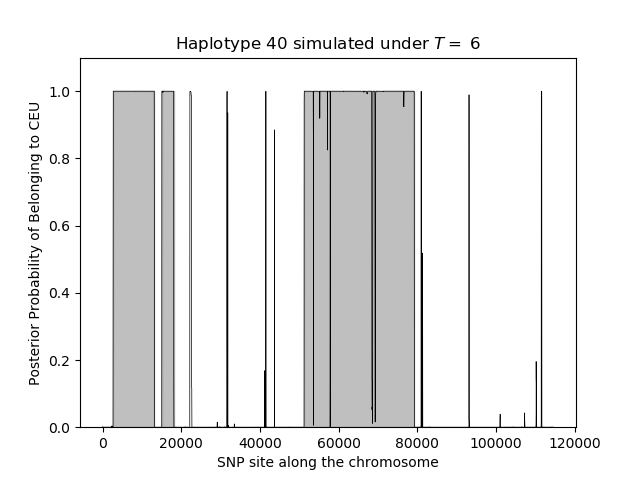 Haplotype 40 simulated under T = 6
Posterior Probability of Belonging to CEU
1.0
0.8
0.6
0.4
0.2
0.0
0 20000 40000 60000 80000 100000 120000
SNP site along the chromosome